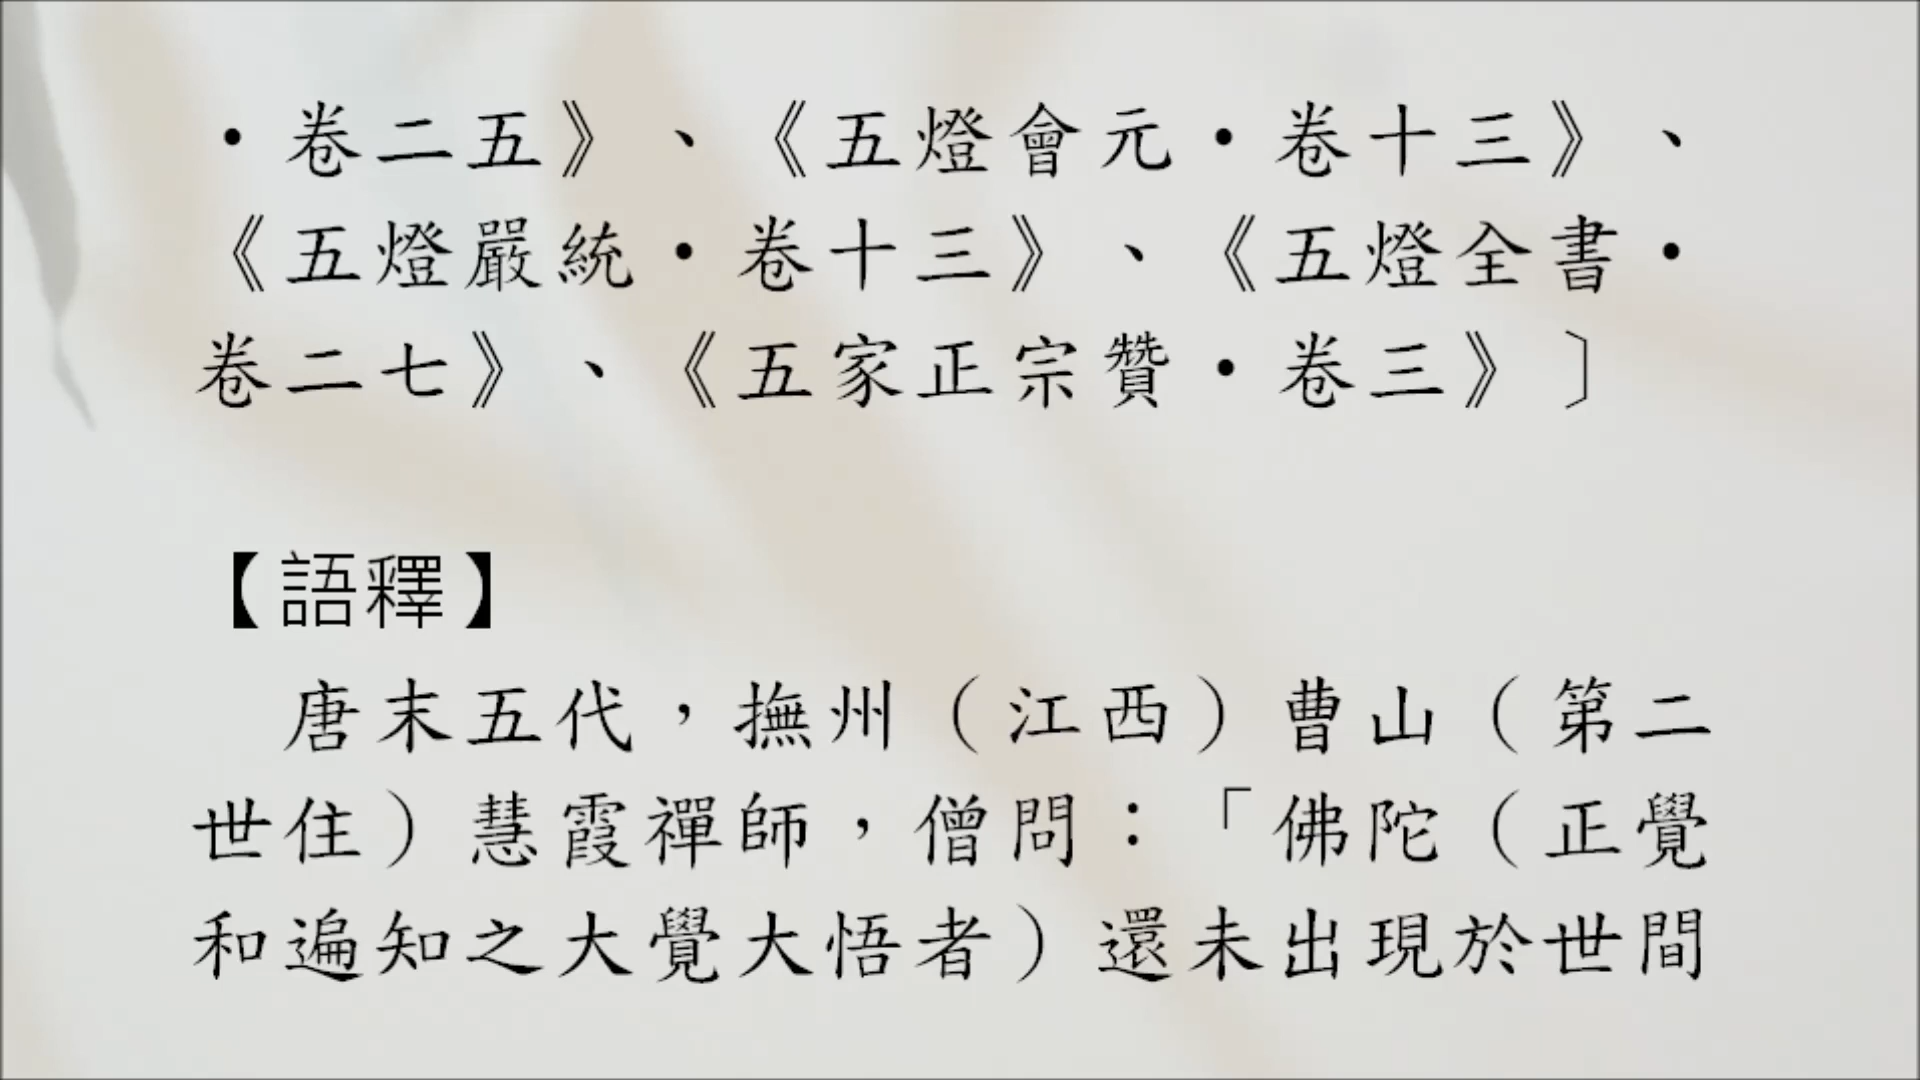 ・卷二五》、《五燈會元・卷十三》、
《五燈嚴統・卷十三》、《五燈全書・
卷二七》、《五家正宗贊・卷三》〕
【語釋】
唐末五代，撫州（江西）曹山（第二
世住）慧霞禪師，僧問：「佛陀（正覺
和遍知之大覺大悟者）還未出現於世間